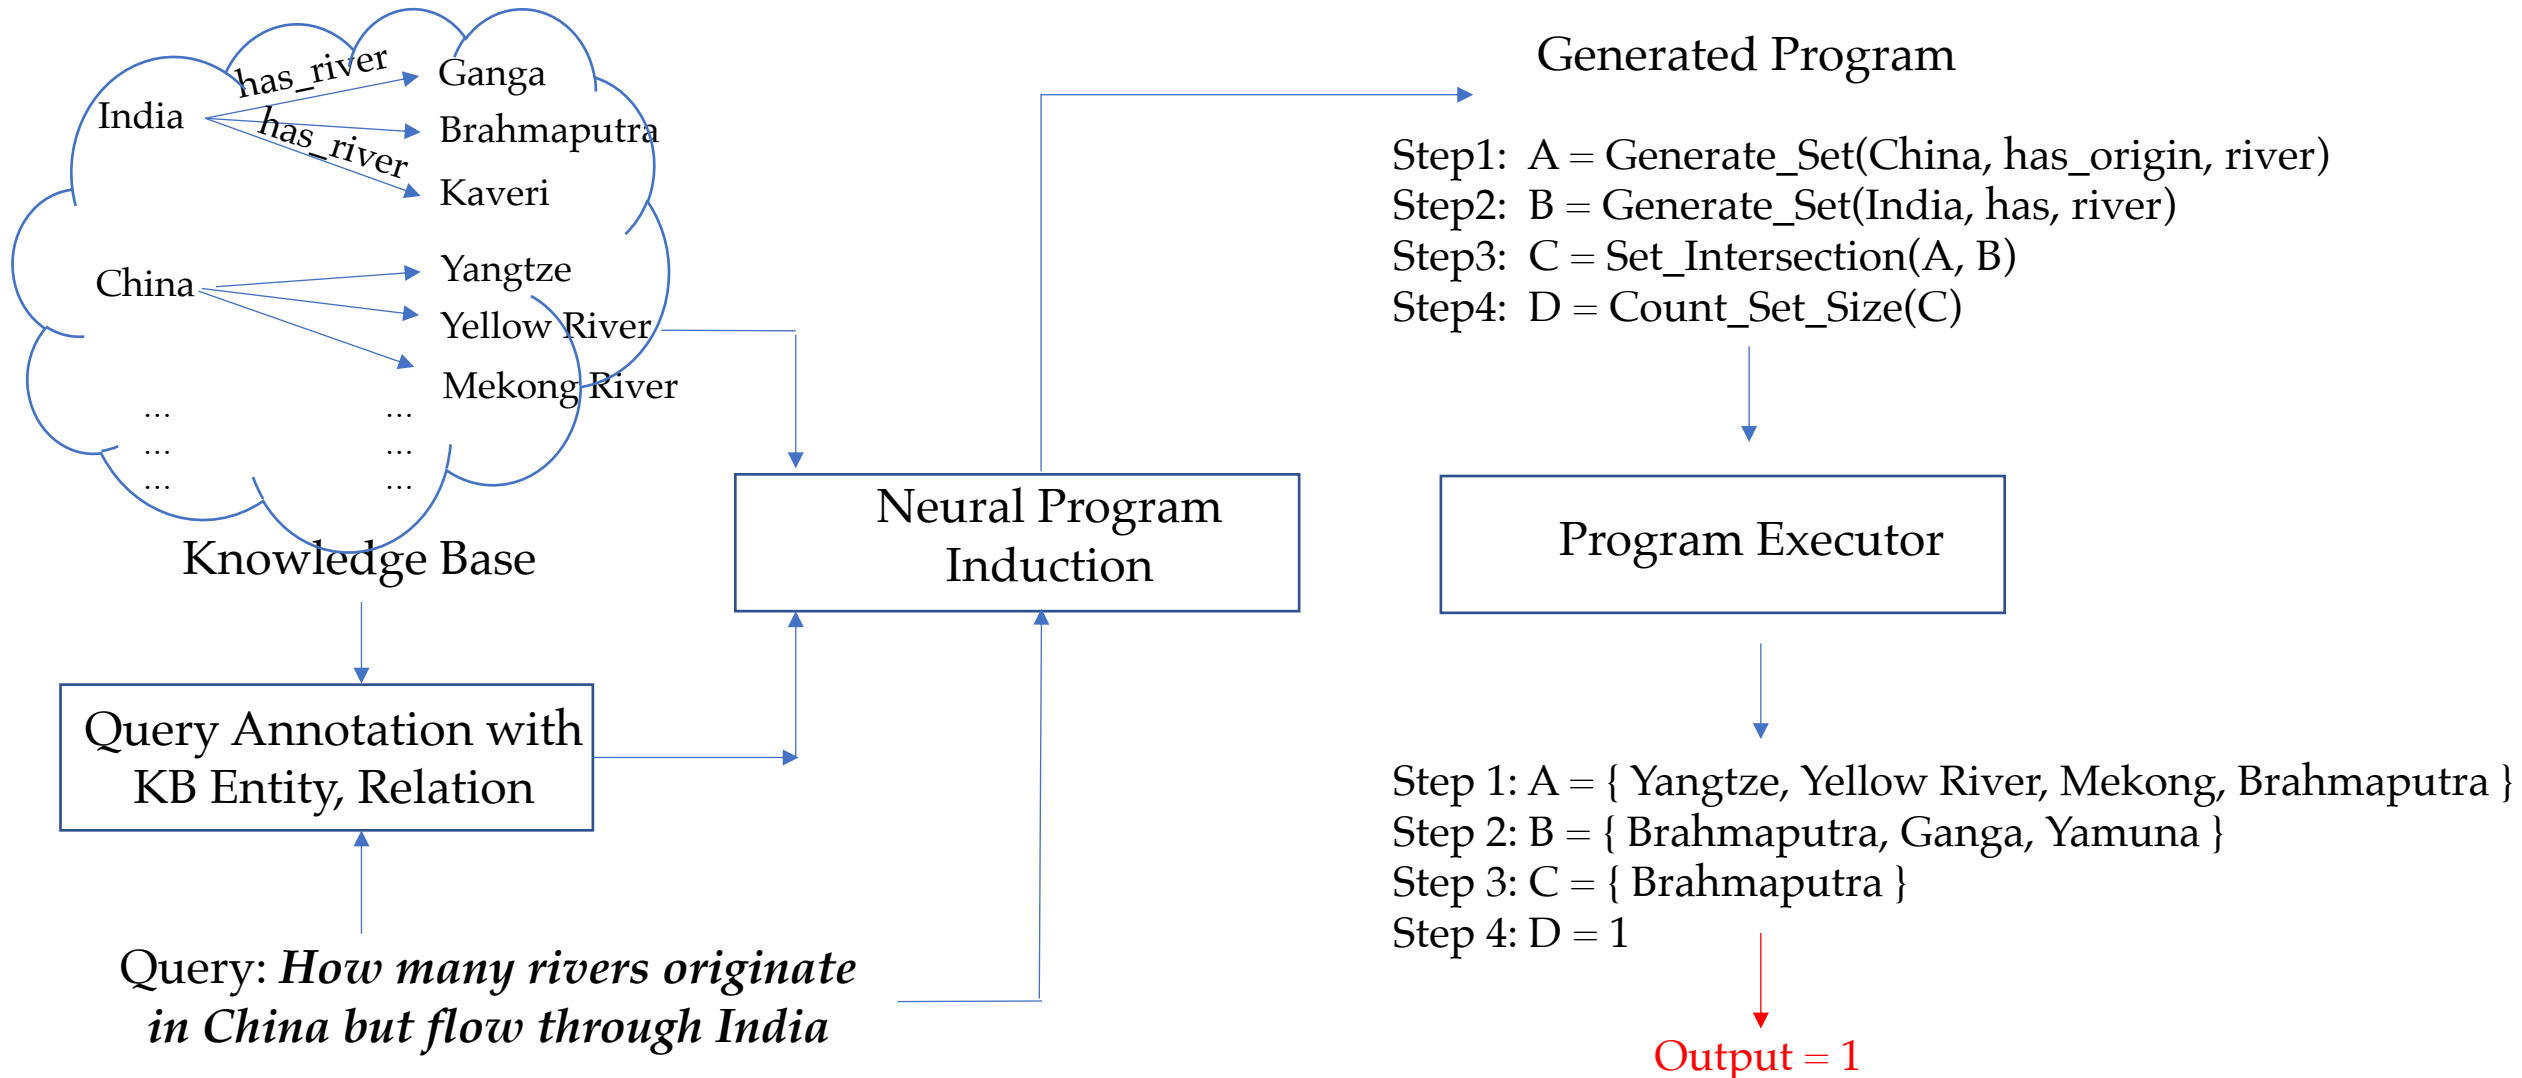 has_river
India
Ganga
has_river
Brahmaputra
Kaveri
China
Yangtze
Yellow River
Mekong River
... ...
... ...
... ...
Knowledge Base
Query Annotation with
KB Entity, Relation
Query: How many rivers originate
in China but flow through India
Neural Program
Induction
Generated Program
Step1: A = Generate_Set(China, has_origin, river)
Step2: B = Generate_Set(India, has, river)
Step3: C = Set_Intersection(A, B)
Step4: D = Count_Set_Size(C)
Program Executor
Step 1: A = { Yangtze, Yellow River, Mekong, Brahmaputra }
Step 2: B = { Brahmaputra, Ganga, Yamuna }
Step 3: C = { Brahmaputra }
Step 4: D = 1
Output = 1